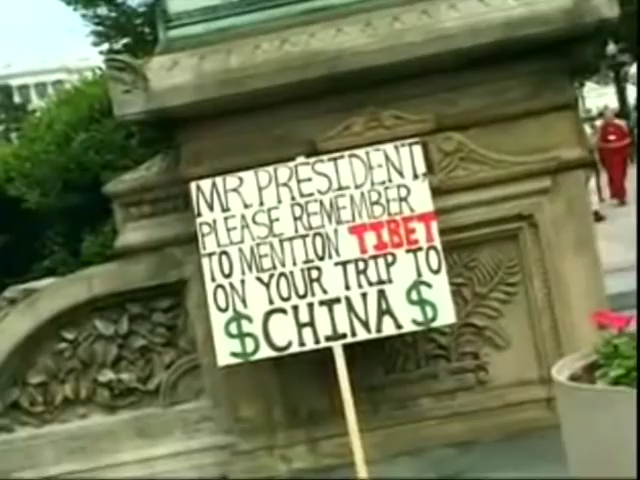 MR PRESIDENT,
PLEASE REMEMBER
TO MENTION TIBET
ON YOUR TRIP TO
$CHINA$